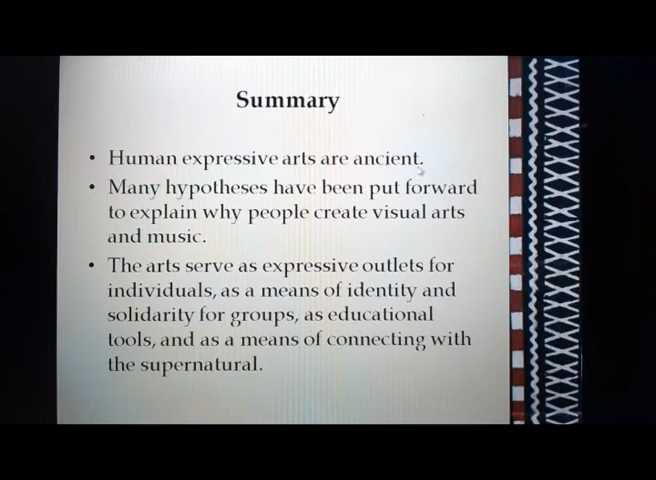 Summary
• Human expressive arts are ancient.
• Many hypotheses have been put forward
to explain why people create visual arts
and music.
• The arts serve as expressive outlets for
individuals, as a means of identity and
solidarity for groups, as educational
tools, and as a means of connecting with
the supernatural.